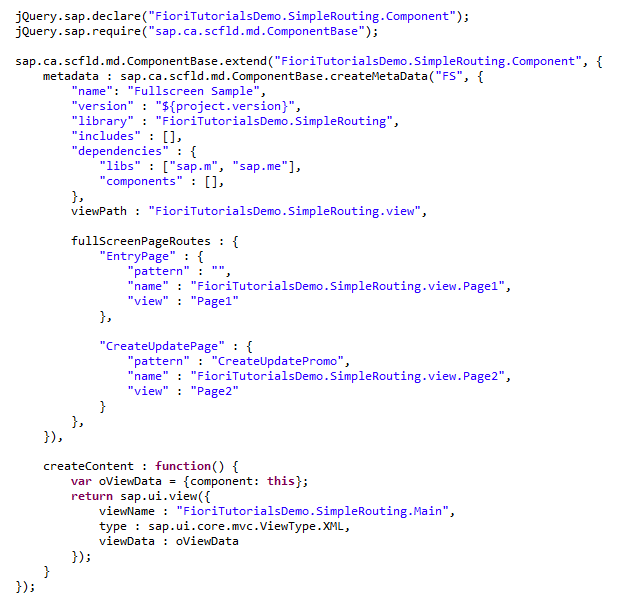 jQuery.sap.declare("FioriTutorialsDemo.SimpleRouting.Component");
jQuery.sap.require("sap.ca.scfld.md.ComponentBase");

sap.ca.scfld.md.ComponentBase.extend("FioriTutorialsDemo.SimpleRouting.Component", {
    metadata : sap.ca.scfld.md.ComponentBase.createMetaData("FS", {
        "name": "Fullscreen Sample",
        "version" : "${project.version}",
        "library" : "FioriTutorialsDemo.SimpleRouting",
        "includes" : [],
        "dependencies" : {
            "libs" : ["sap.m", "sap.me"],
            "components" : [],
        },
        viewPath : "FioriTutorialsDemo.SimpleRouting.view",

        fullScreenPageRoutes : {
            "EntryPage" : {
                "pattern" : "",
                "name" : "FioriTutorialsDemo.SimpleRouting.view.Page1",
                "view" : "Page1"
            },

            "CreateUpdatePage" : {
                "pattern" : "CreateUpdatePromo",
                "name" : "FioriTutorialsDemo.SimpleRouting.view.Page2",
                "view" : "Page2"
            }
        },
    }),

    createContent : function() {
        var oViewData = {component: this};
        return sap.ui.view({
            viewName : "FioriTutorialsDemo.SimpleRouting.Main",
            type : sap.ui.core.mvc.ViewType.XML,
            viewData : oViewData
        });
    }
});